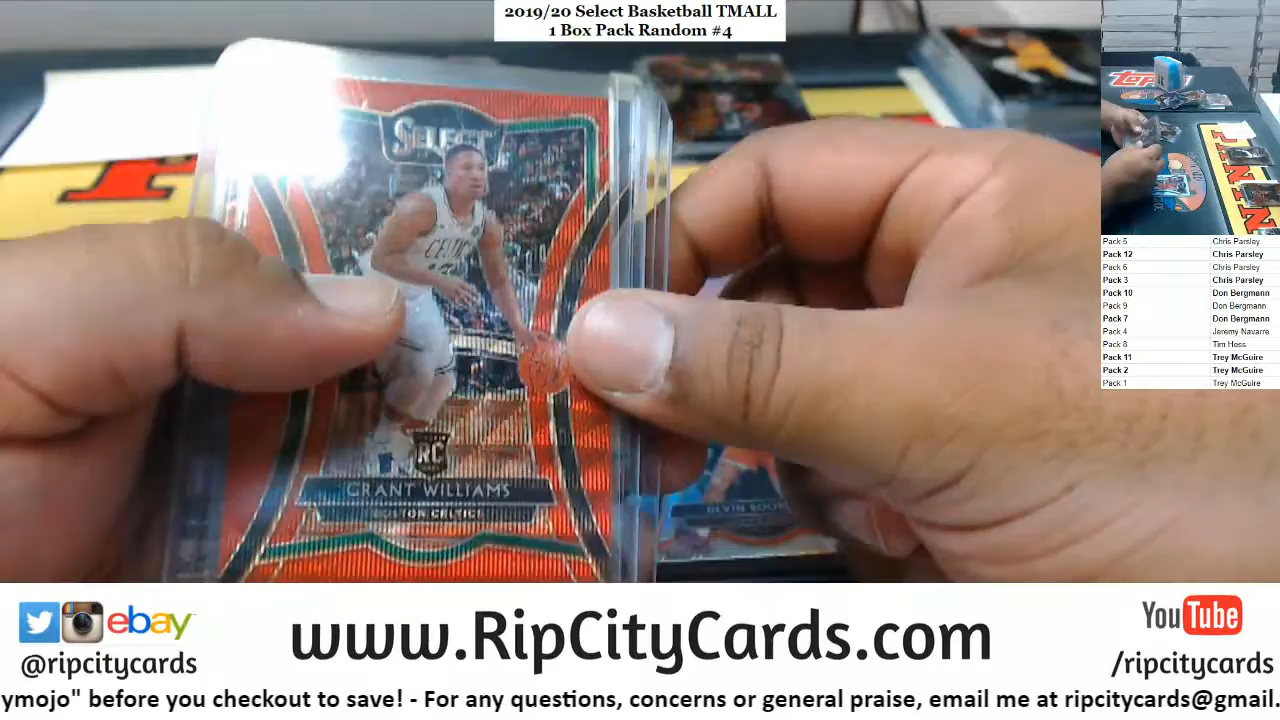 2019/20 Select Basketball TMALL
1 Box Pack Random #4
SELECT
CELTICS
RC
GRANT WILLIAMS
BOSTON CELTICS
DEVIN BOOK
TOPPS
PANINI
Pack 5 Chris Parsley
Pack 12 Chris Parsley
Pack 6 Chris Parsley
Pack 3 Chris Parsley
Pack 10 Don Bergmann
Pack 9 Don Bergmann
Pack 7 Don Bergmann
Pack 4 Jeremy Navarre
Pack 8 Tim Hess
Pack 11 Trey McGuire
Pack 2 Trey McGuire
Pack 1 Trey McGuire
ebay
@ripcitycards
www.RipCityCards.com
YouTube
/ripcitycards
ymojo" before you checkout to save! - For any questions, concerns or general praise, email me at ripcitycards@gmail.